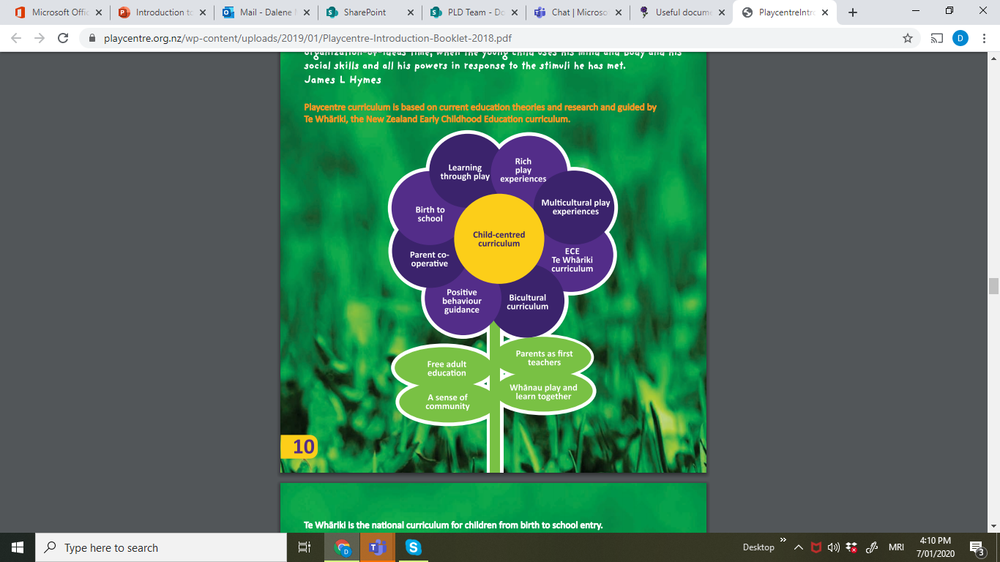 Microsoft Offic
Introduction to
Mail - Dalene
SharePoint
PLD Team - Do
Chat | Microso
Useful docume
PlaycentreIntro
playcentre.org.nz/wp-content/uploads/2019/01/Playcentre-Introduction-Booklet-2018.pdf
D
organization-of-ideas time, when the young child uses his mind and body and his
social skills and all his powers in response to the stimuli he has met.
James L Hymes
Playcentre curriculum is based on current education theories and research and guided by
Te Whāriki, the New Zealand Early Childhood Education curriculum.
Learning
through play
Rich
play
experiences
Multicultural play
experiences
Birth to
school
Child-centred
curriculum
Parent co-
operative
ECE
Te Whāriki
curriculum
Positive
behaviour
guidance
Bicultural
curriculum
Free adult
education
Parents as first
teachers
A sense of
community
Whānau play and
learn together
10
Te Whāriki is the national curriculum for children from birth to school entry.
Type here to search
Desktop
MRI
4:10 PM
7/01/2020
3